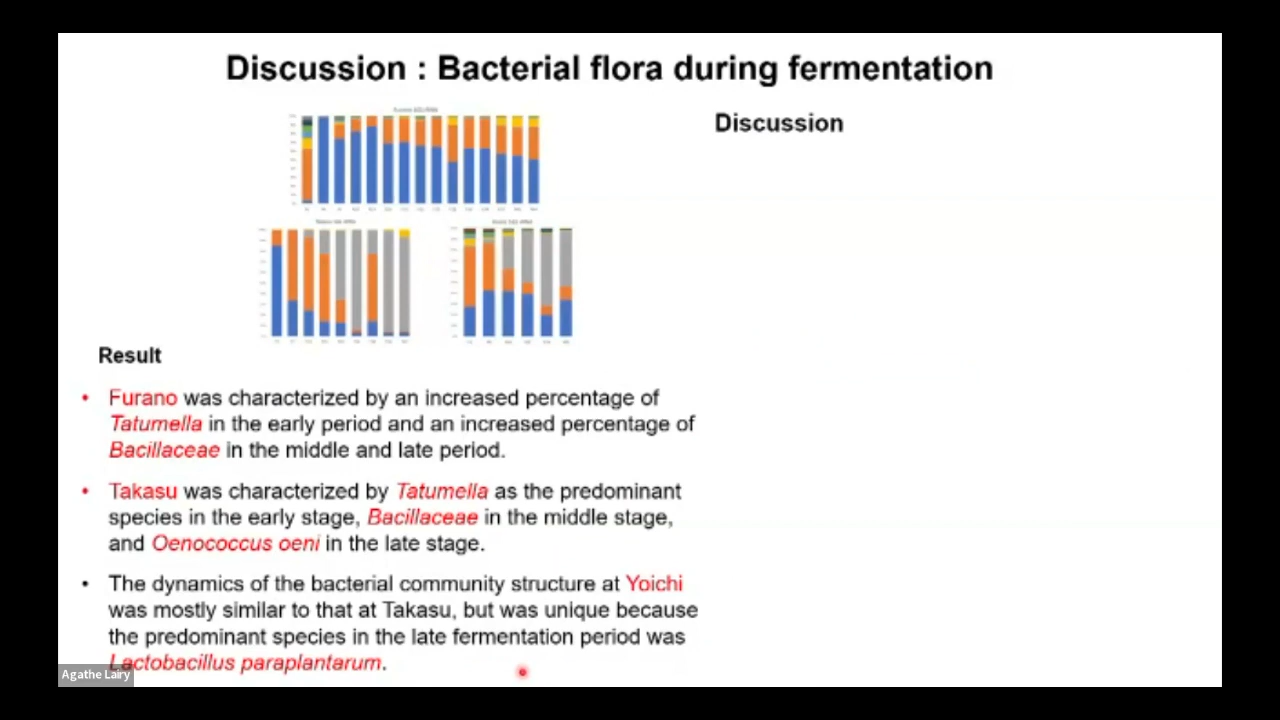 Discussion : Bacterial flora during fermentation
Discussion
Result
• Furano was characterized by an increased percentage of
Tatumella in the early period and an increased percentage of
Bacillaceae in the middle and late period.
• Takasu was characterized by Tatumella as the predominant
species in the early stage, Bacillaceae in the middle stage,
and Oenococcus oeni in the late stage.
• The dynamics of the bacterial community structure at Yoichi
was mostly similar to that at Takasu, but was unique because
the predominant species in the late fermentation period was
Lactobacillus paraplantarum.
Agathe Lairy